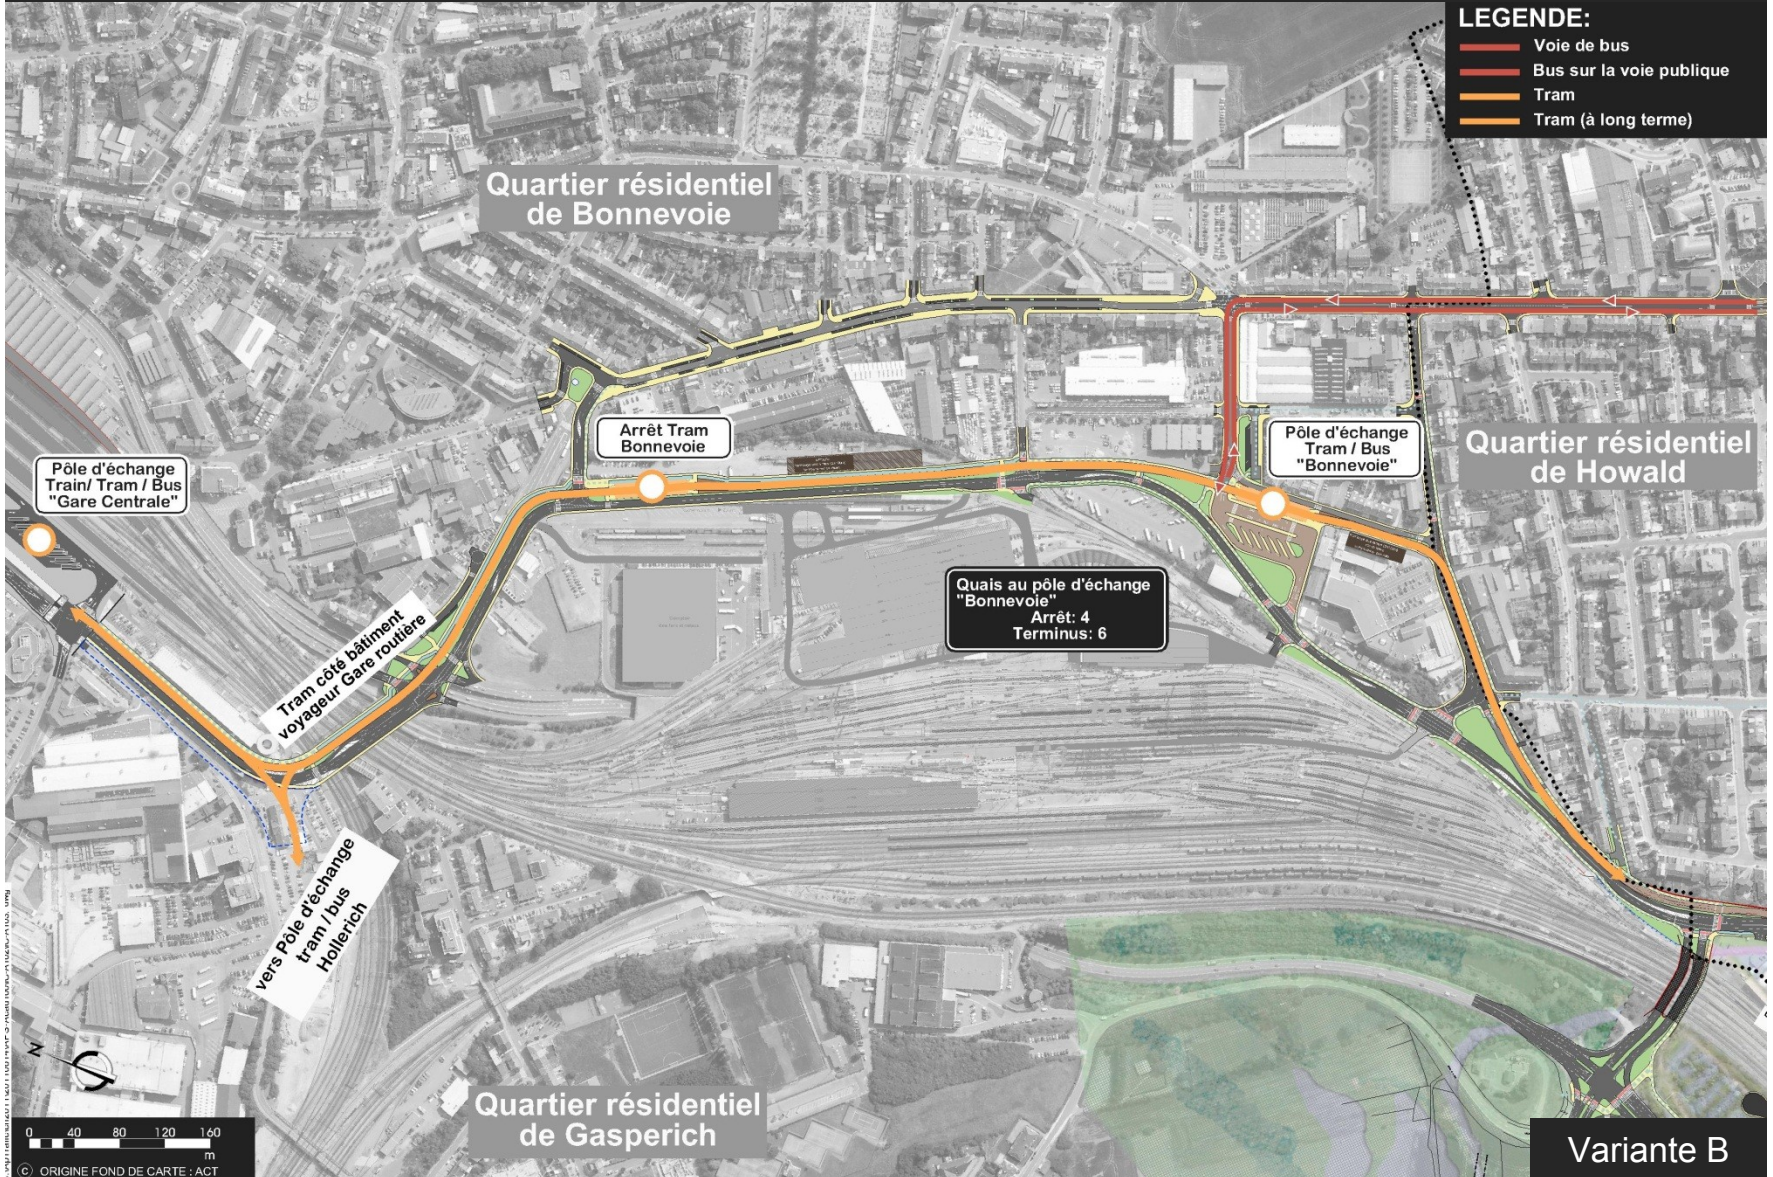 LEGENDE:
Voie de bus
Bus sur la voie publique
Tram
Tram (à long terme)
Quartier résidentiel
de Bonnevoie
Arrêt Tram
Bonnevoie
Pôle d'échange
Tram / Bus
"Bonnevoie"
Quartier résidentiel
de Howald
Pôle d'échange
Train/ Tram / Bus
"Gare Centrale"
Quais au pôle d'échange
"Bonnevoie"
Arrêt: 4
Terminus: 6
Tram côté bâtiment
voyageur Gare routière
vers Pôle d'échange
tram / bus
Hollerich
Quartier résidentiel
de Gasperich
N
0 40 80 120 160
m
© ORIGINE FOND DE CARTE : ACT
Variante B